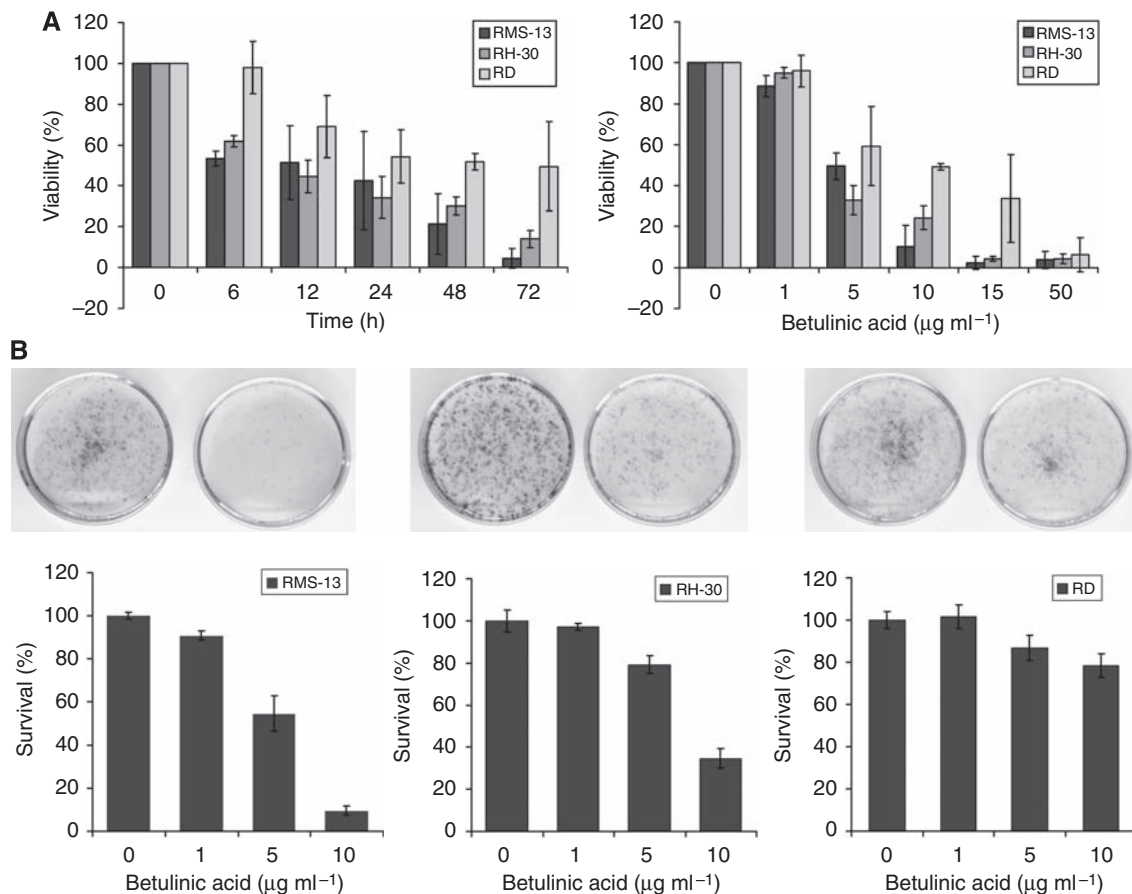 A
120
100
80
60
40
20
0
–20
Viability (%)
RMS-13
RH-30
RD
0 6 12 24 48 72
Time (h)
120
100
80
60
40
20
0
–20
Viability (%)
RMS-13
RH-30
RD
0 1 5 10 15 50
Betulinic acid (μg ml⁻¹)
B
120
100
80
60
40
20
0
Survival (%)
RMS-13
0 1 5 10
Betulinic acid (μg ml⁻¹)
120
100
80
60
40
20
0
Survival (%)
RH-30
0 1 5 10
Betulinic acid (μg ml⁻¹)
120
100
80
60
40
20
0
Survival (%)
RD
0 1 5 10
Betulinic acid (μg ml⁻¹)